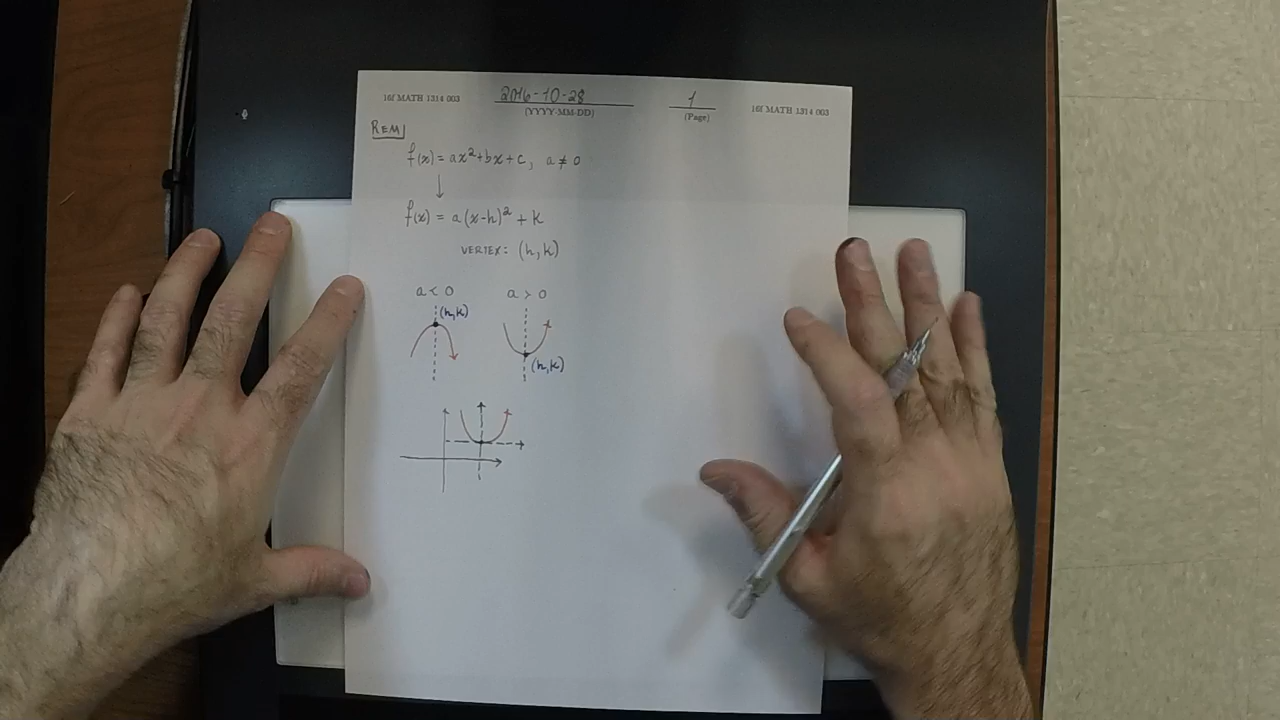 16f MATH 1314 003 2016-10-28 1 16f MATH 1314 003
(YYYY-MM-DD) (Page)
REM
f(x) = ax²+bx+c, a ≠ 0
↓
f(x) = a(x-h)² + k
VERTEX: (h,k)
a < 0 a > 0
(h,k)
(h,k)